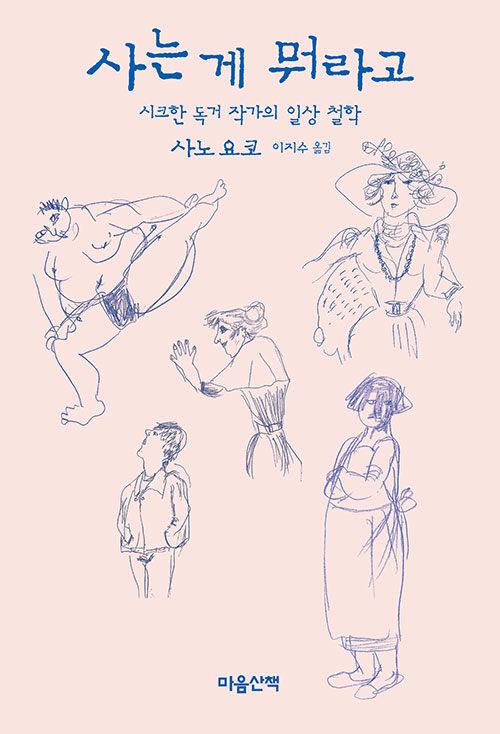 사는 게 뭐라고
시크한 독거 작가의 일상 철학
사노 요코 이지수 옮김
마음산책